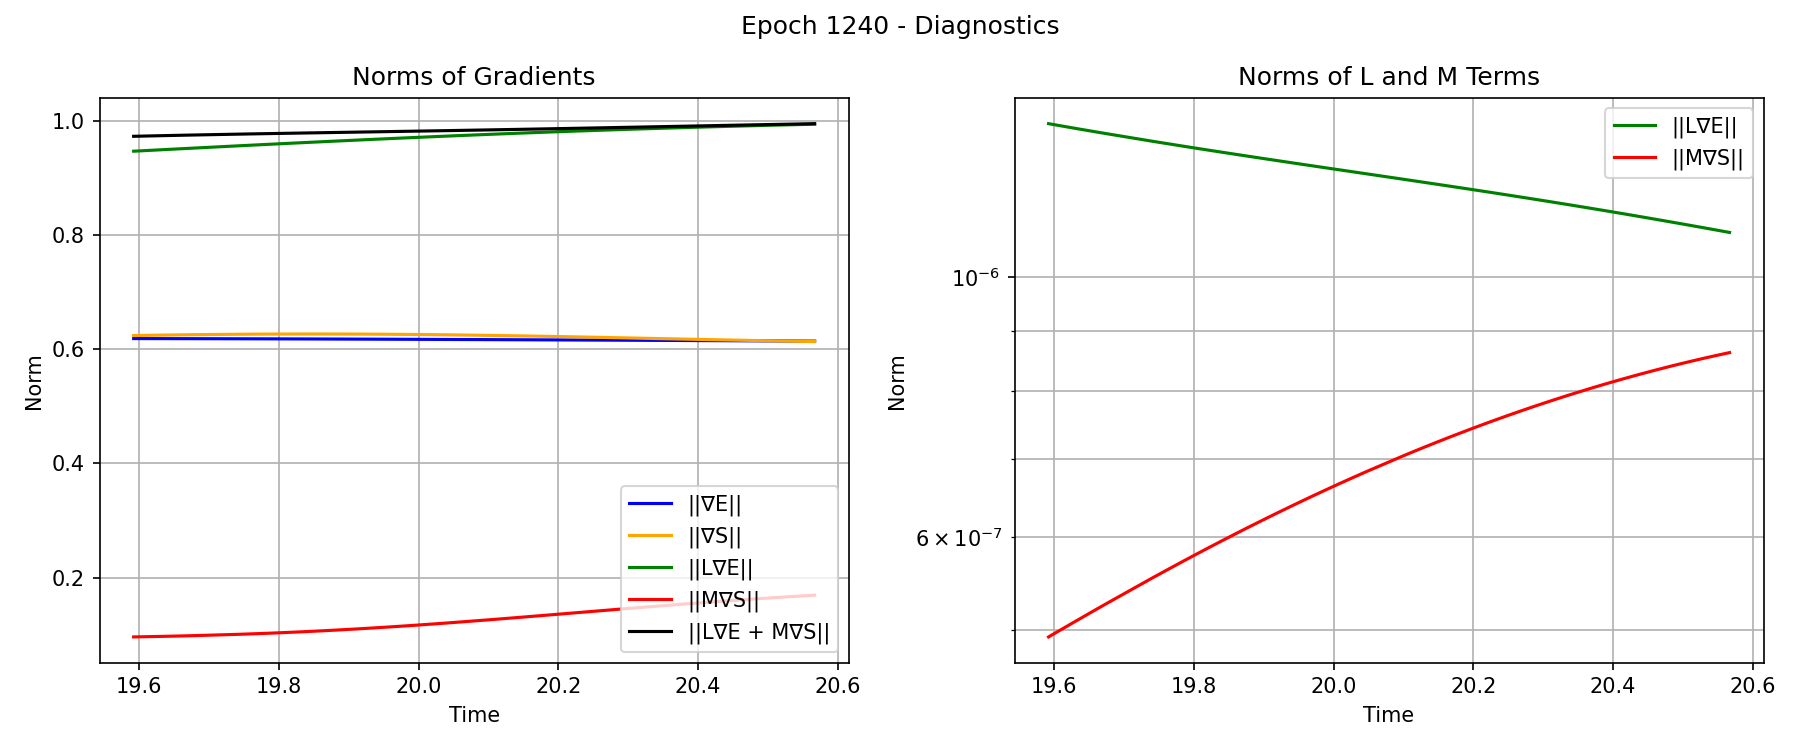 Epoch 1240 - Diagnostics
Norms of Gradients
Norm
1.0
0.8
0.6
0.4
0.2
||∇E||
||∇S||
||L∇E||
||M∇S||
||L∇E + M∇S||
19.6 19.8 20.0 20.2 20.4 20.6
Time
Norms of L and M Terms
Norm
10⁻⁶
6 × 10⁻⁷
||L∇E||
||M∇S||
19.6 19.8 20.0 20.2 20.4 20.6
Time